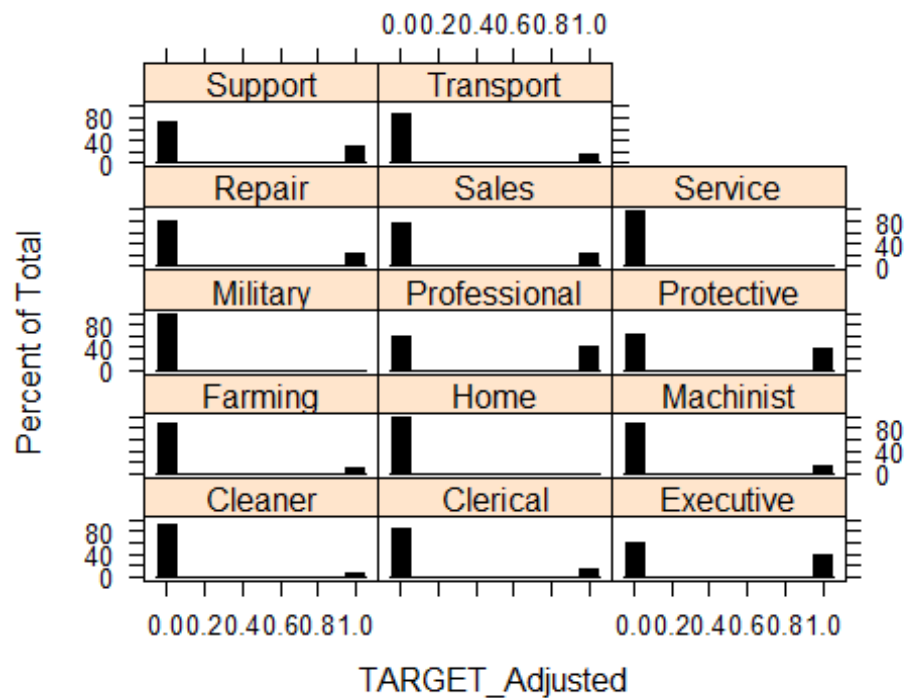 0.00.20.40.60.81.0
Support Transport
80
40
0
Repair Sales Service
80
40
0
Military Professional Protective
80
40
0
Farming Home Machinist
80
40
0
Cleaner Clerical Executive
80
40
0
0.00.20.40.60.81.0 0.00.20.40.60.81.0
Percent of Total
TARGET_Adjusted